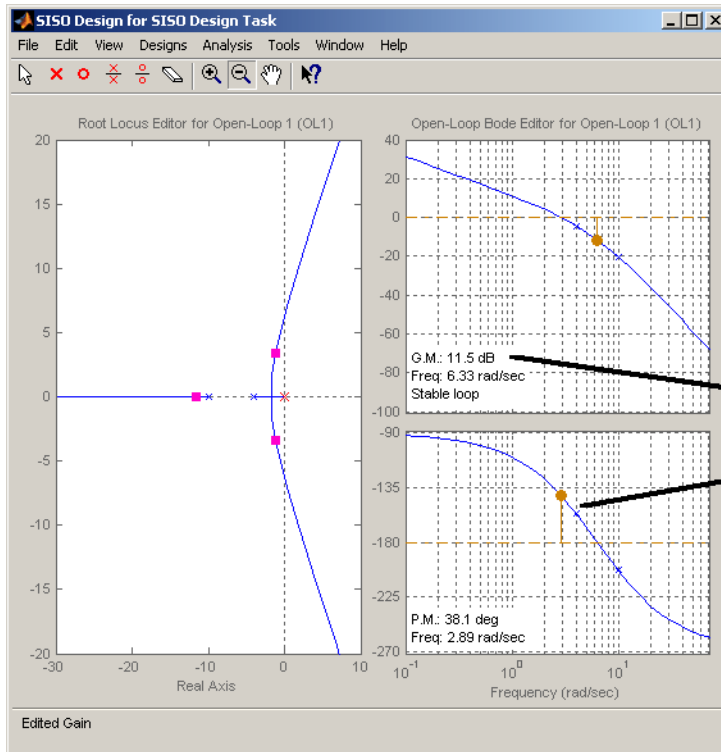 SISO Design for SISO Design Task
File Edit View Designs Analysis Tools Window Help
Root Locus Editor for Open-Loop 1 (OL1)
20
15
10
5
0
-5
-10
-15
-20
-30 -20 -10 0 10
Real Axis
Open-Loop Bode Editor for Open-Loop 1 (OL1)
40
20
0
-20
-40
-60
-80
-100
G.M.: 11.5 dB
Freq: 6.33 rad/sec
Stable loop
-90
-135
-180
-225
-270
P.M.: 38.1 deg
Freq: 2.89 rad/sec
10^-1 10^0 10^1
Frequency (rad/sec)
Edited Gain